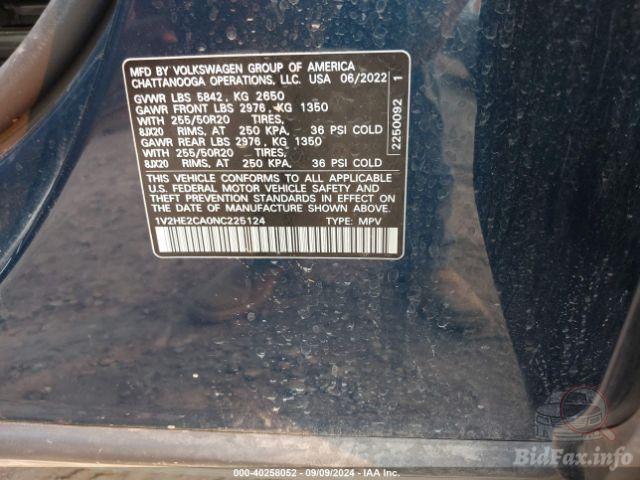 MFD BY VOLKSWAGEN GROUP OF AMERICA
CHATTANOOGA OPERATIONS, LLC. USA 06/2022
GVWR LBS 5842, KG 2650
GAWR FRONT LBS 2976, KG 1350
WITH 255/50R20 TIRES,
8JX20 RIMS, AT 250 KPA, 36 PSI COLD
GAWR REAR LBS 2976, KG 1350
WITH 255/50R20 TIRES,
8JX20 RIMS, AT 250 KPA, 36 PSI COLD
THIS VEHICLE CONFORMS TO ALL APPLICABLE
U.S. FEDERAL MOTOR VEHICLE SAFETY AND
THEFT PREVENTION STANDARDS IN EFFECT ON
THE DATE OF MANUFACTURE SHOWN ABOVE.
1V2HE2CA0NC225124 TYPE: MPV
2250092 1
000-40258052 - 09/09/2024 - IAA Inc.
BidFax.info